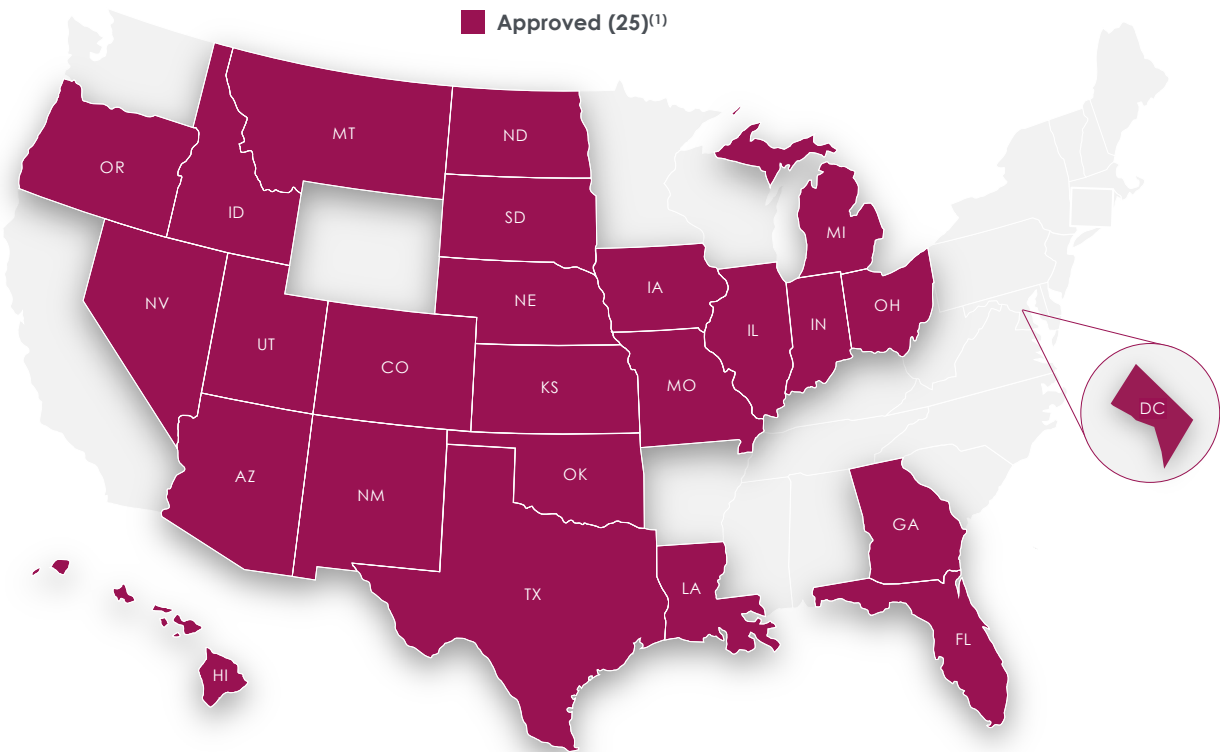 Approved (25)(1)
MT
ND
OR
ID
SD
MI
IA
NE
NV
OH
IL
IN
UT
CO
KS
MO
DC
AZ
OK
NM
GA
LA
TX
FL
HI